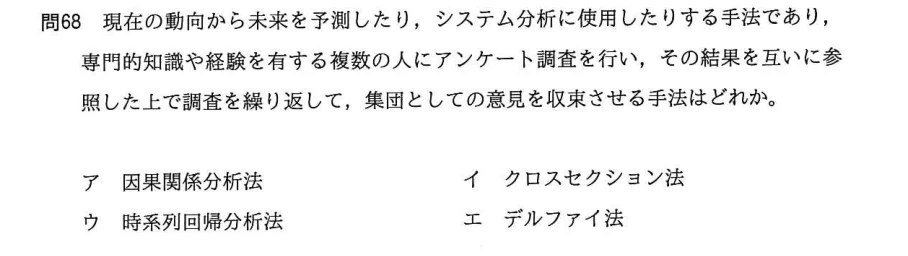 問68 現在の動向から未来を予測したり，システム分析に使用したりする手法であり，
専門的知識や経験を有する複数の人にアンケート調査を行い，その結果を互いに参
照した上で調査を繰り返して，集団としての意見を収束させる手法はどれか。
ア 因果関係分析法 イ クロスセクション法
ウ 時系列回帰分析法 エ デルファイ法